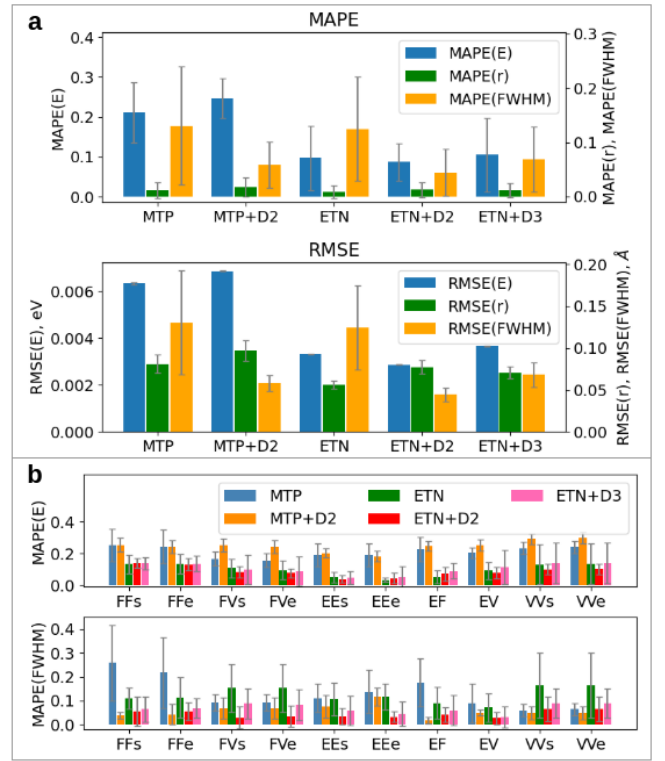 a
MAPE
MAPE(E)
0.4
0.3
0.2
0.1
0.0
MAPE(E)
MAPE(r)
MAPE(FWHM)
0.3
0.2
0.1
0.0
MAPE(r), MAPE(FWHM)
MTP MTP+D2 ETN ETN+D2 ETN+D3
RMSE
RMSE(E), eV
0.006
0.004
0.002
0.000
RMSE(E)
RMSE(r)
RMSE(FWHM)
0.20
0.15
0.10
0.05
0.00
RMSE(r), RMSE(FWHM), Å
MTP MTP+D2 ETN ETN+D2 ETN+D3
b
MTP ETN ETN+D3
MTP+D2 ETN+D2
MAPE(E)
0.4
0.2
0.0
FFs FFe FVs FVe EEs EEe EF EV VVs VVe
MAPE(FWHM)
0.4
0.3
0.2
0.1
0.0
FFs FFe FVs FVe EEs EEe EF EV VVs VVe